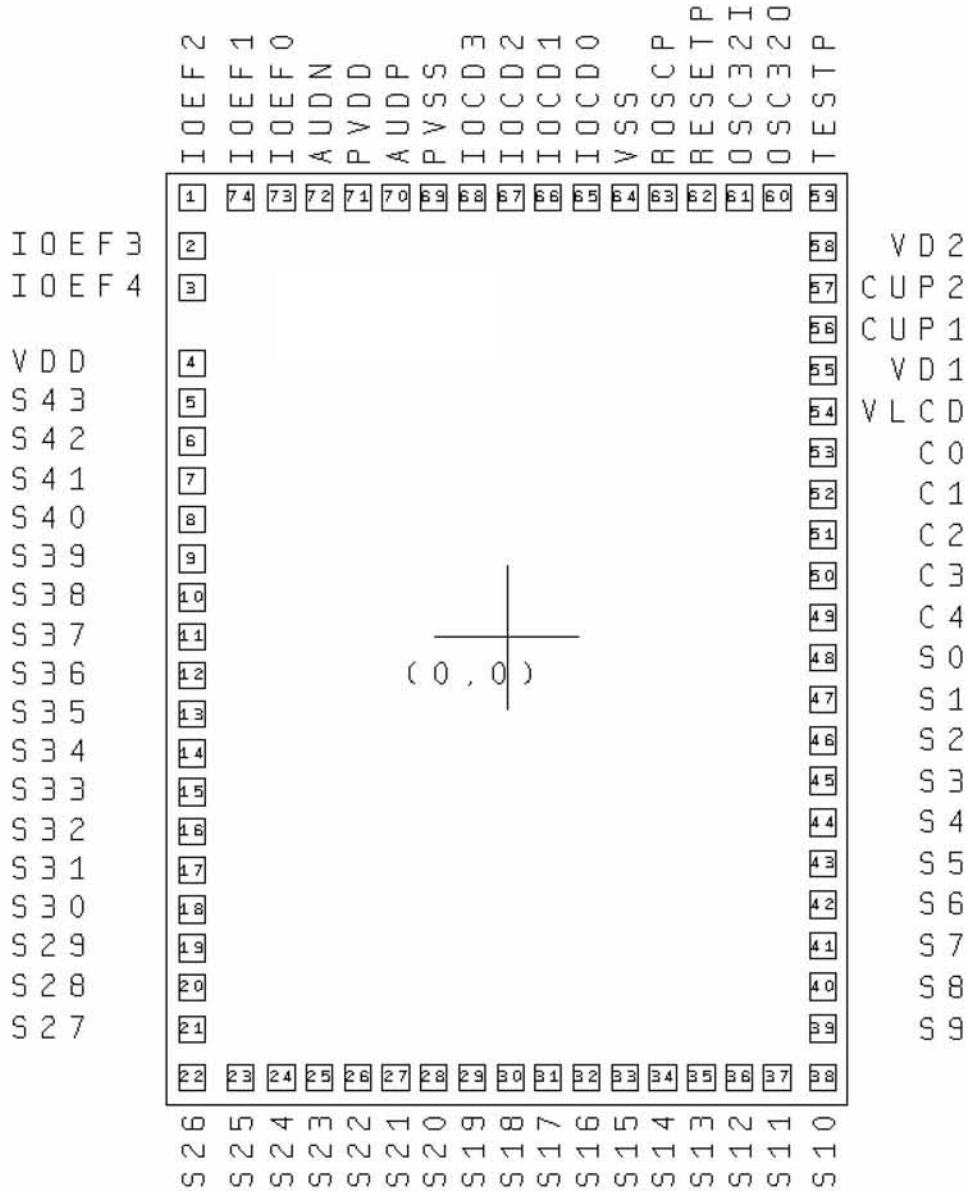 IOEF2 IOEF1 IOEF0 AUDN PVDD AUDP PVSS IOCD3 IOCD2 IOCD1 IOCD0 VSS ROSCP RESETP OSC32I OSC32O TESTP
1 74 73 72 71 70 69 68 67 66 65 64 63 62 61 60 59
IOEF3 2 58 VD2
IOEF4 3 57 CUP2
56 CUP1
VDD 4 55 VD1
S43 5 54 VLCD
S42 6 53 C0
S41 7 52 C1
S40 8 51 C2
S39 9 50 C3
S38 10 49 C4
S37 11 48 S0
(0,0)
S36 12 47 S1
S35 13 46 S2
S34 14 45 S3
S33 15 44 S4
S32 16 43 S5
S31 17 42 S6
S30 18 41 S7
S29 19 40 S8
S28 20 39 S9
S27 21
22 23 24 25 26 27 28 29 30 31 32 33 34 35 36 37 38
S26 S25 S24 S23 S22 S21 S20 S19 S18 S17 S16 S15 S14 S13 S12 S11 S10